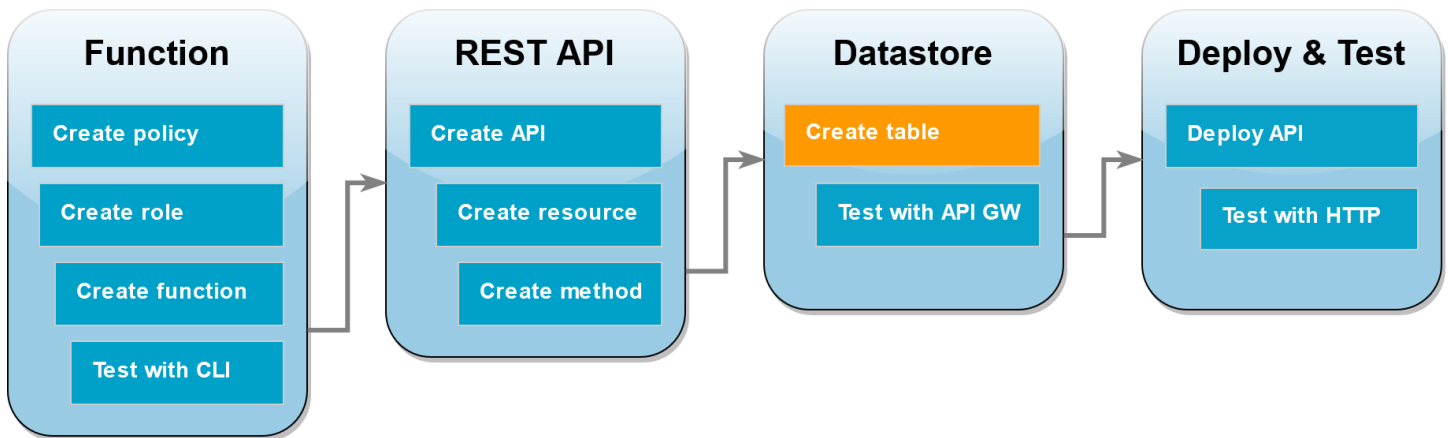 Function
Create policy
Create role
Create function
Test with CLI
REST API
Create API
Create resource
Create method
Datastore
Create table
Test with API GW
Deploy & Test
Deploy API
Test with HTTP